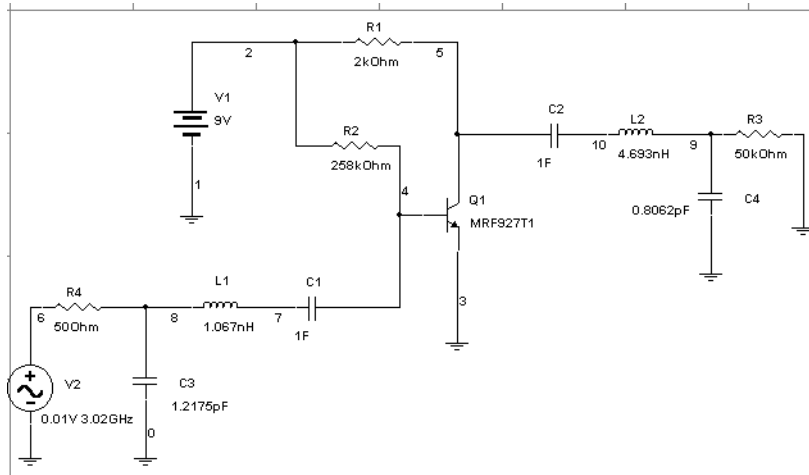 R1
2
2kOhm
5
V1
9V
C2
L2
R3
R2
10
4.693nH
9
50kOhm
1F
258kOhm
1
4
Q1
MRF927T1
0.8062pF
C4
R4
L1
C1
3
6
50Ohm
8
1.067nH
7
1F
V2
C3
0.01V 3.02GHz
1.2175pF
0